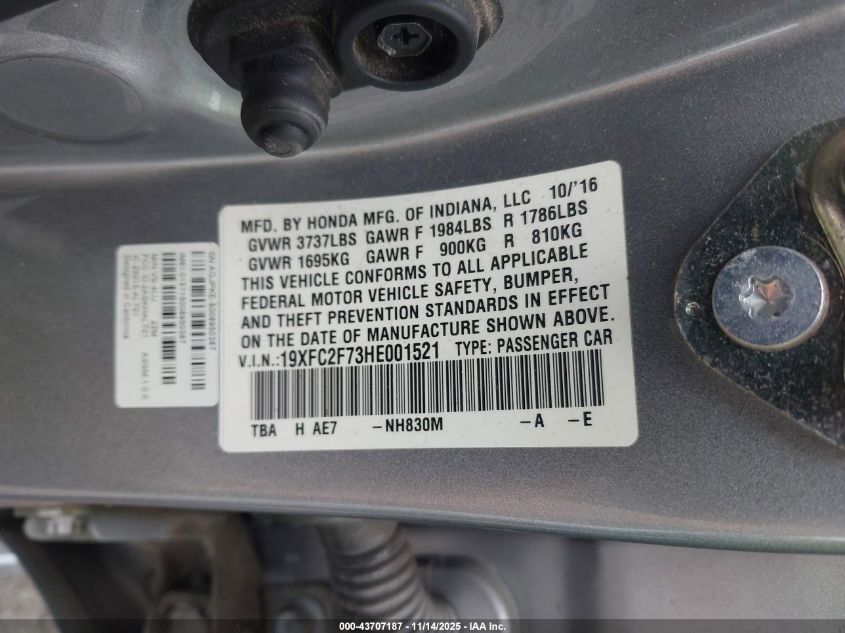 MFD. BY HONDA MFG. OF INDIANA, LLC 10/'16
GVWR 3737LBS GAWR F 1984LBS R 1786LBS
GVWR 1695KG GAWR F 900KG R 810KG
THIS VEHICLE CONFORMS TO ALL APPLICABLE
FEDERAL MOTOR VEHICLE SAFETY, BUMPER,
AND THEFT PREVENTION STANDARDS IN EFFECT
ON THE DATE OF MANUFACTURE SHOWN ABOVE.
V.I.N.:19XFC2F73HE001521 TYPE: PASSENGER CAR
TBA H AE7 -NH830M -A -E
000-43707187 - 11/14/2025 - IAA Inc.